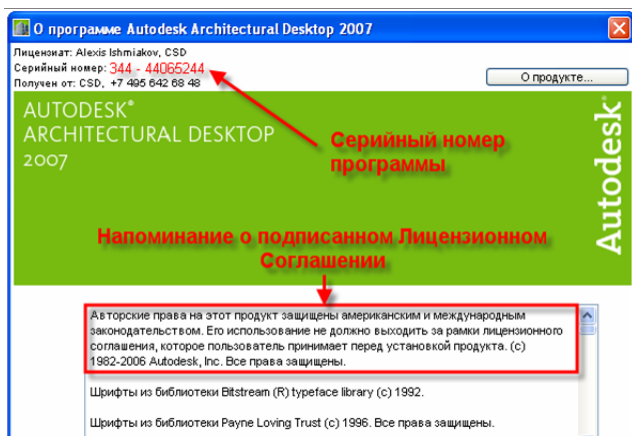 О программе Autodesk Architectural Desktop 2007
Лицензиат: Alexis Ishmiakov, CSD
Серийный номер: 344 - 44065244
Получен от: CSD, +7 495 642 68 48
О продукте...
AUTODESK®
ARCHITECTURAL DESKTOP
2007
Autodesk
Серийный номер
программы
Напоминание о подписанном Лицензионном
Соглашении
Авторские права на этот продукт защищены американским и международным
законодательством. Его использование не должно выходить за рамки лицензионного
соглашения, которое пользователь принимает перед установкой продукта. (c)
1982-2006 Autodesk, Inc. Все права защищены.
Шрифты из библиотеки Bitstream (R) typeface library (c) 1992.
Шрифты из библиотеки Payne Loving Trust (c) 1996. Все права защищены.